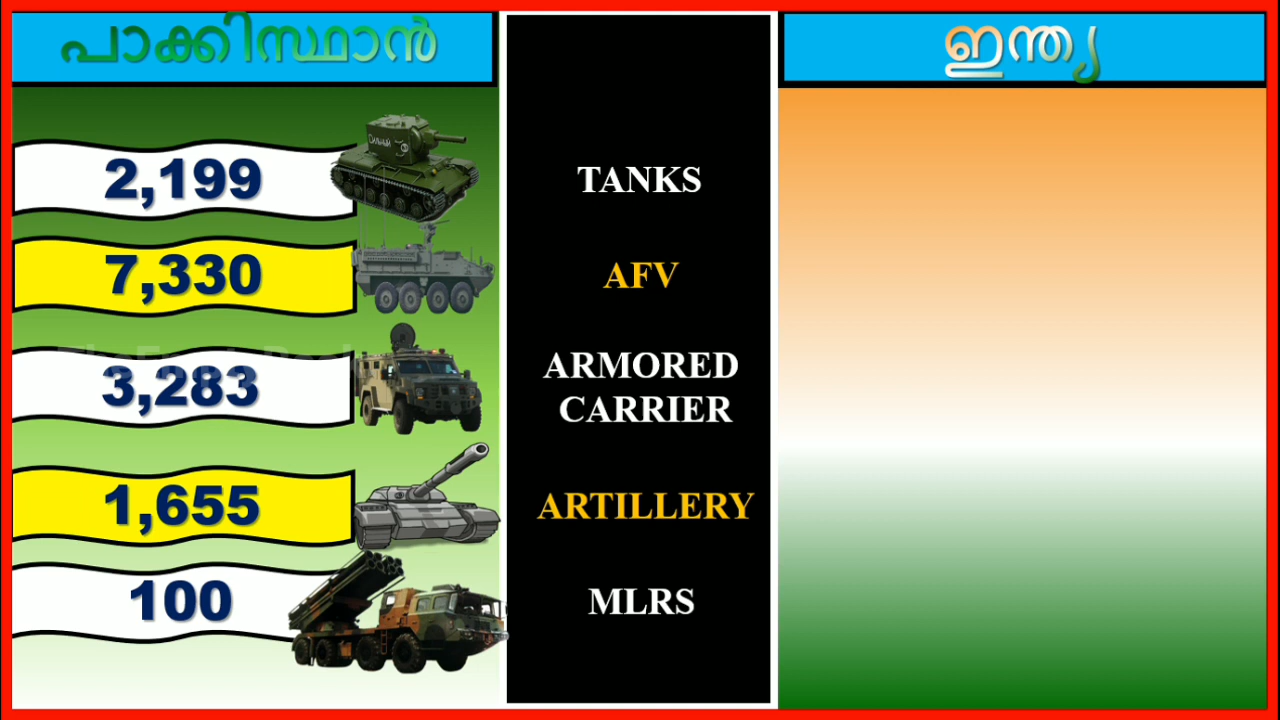 പാക്കിസ്ഥാൻ
ഇന്ത്യ
2,199
TANKS
7,330
AFV
3,283
ARMORED
CARRIER
1,655
ARTILLERY
100
MLRS